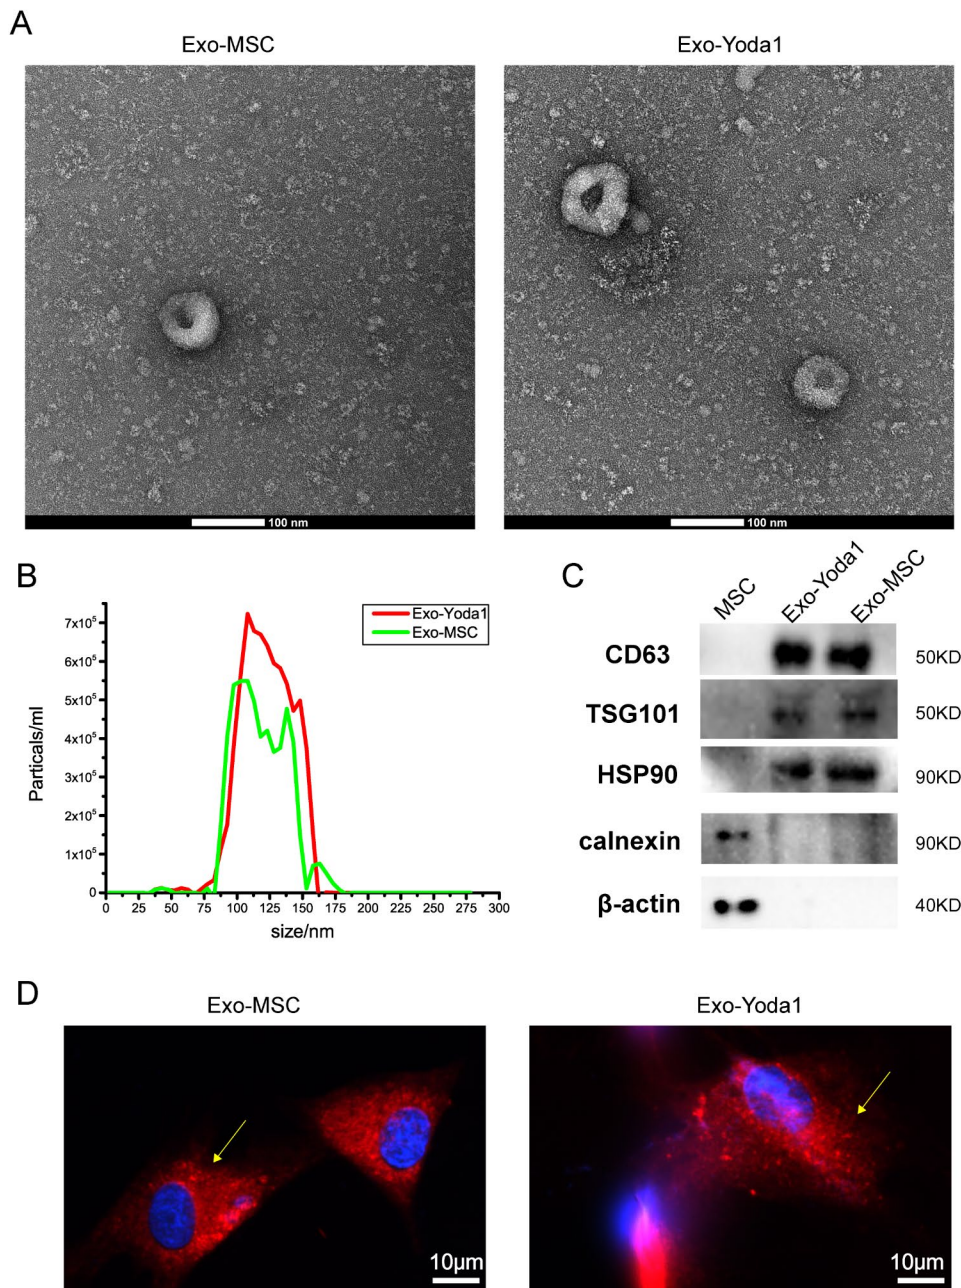 A
Exo-MSC
Exo-Yoda1
100 nm
100 nm
B
Particals/ml
7x10⁵
6x10⁵
5x10⁵
4x10⁵
3x10⁵
2x10⁵
1x10⁵
0
0 25 50 75 100 125 150 175 200 225 250 275 300
size/nm
Exo-Yoda1
Exo-MSC
C
MSC Exo-Yoda1 Exo-MSC
CD63 50KD
TSG101 50KD
HSP90 90KD
calnexin 90KD
β-actin 40KD
D
Exo-MSC
Exo-Yoda1
10μm
10μm